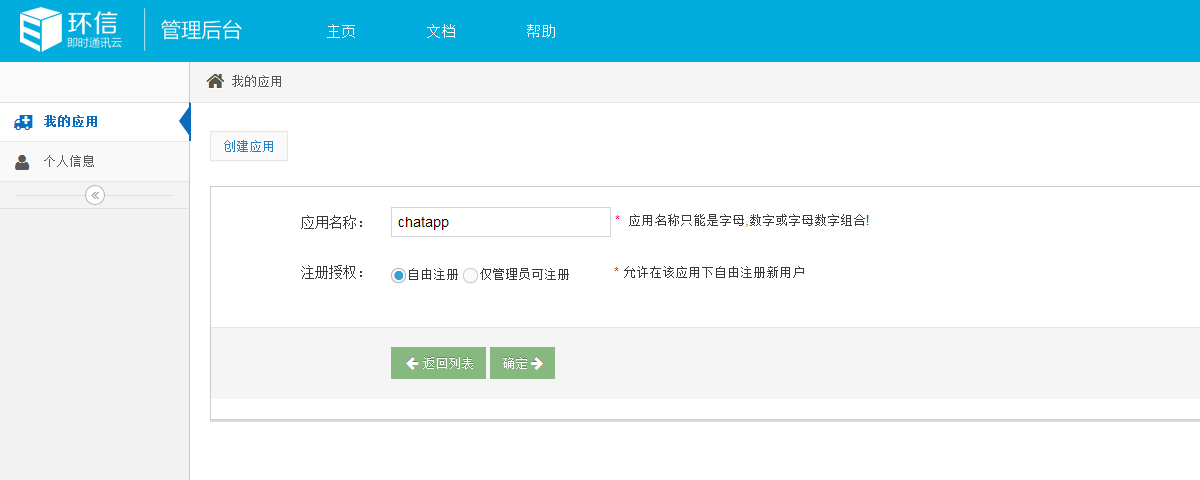 环信
即时通讯云
管理后台
主页
文档
帮助
我的应用
我的应用
个人信息
创建应用
应用名称：
chatapp
* 应用名称只能是字母,数字或字母数字组合!
注册授权：
自由注册
仅管理员可注册
* 允许在该应用下自由注册新用户
返回列表
确定